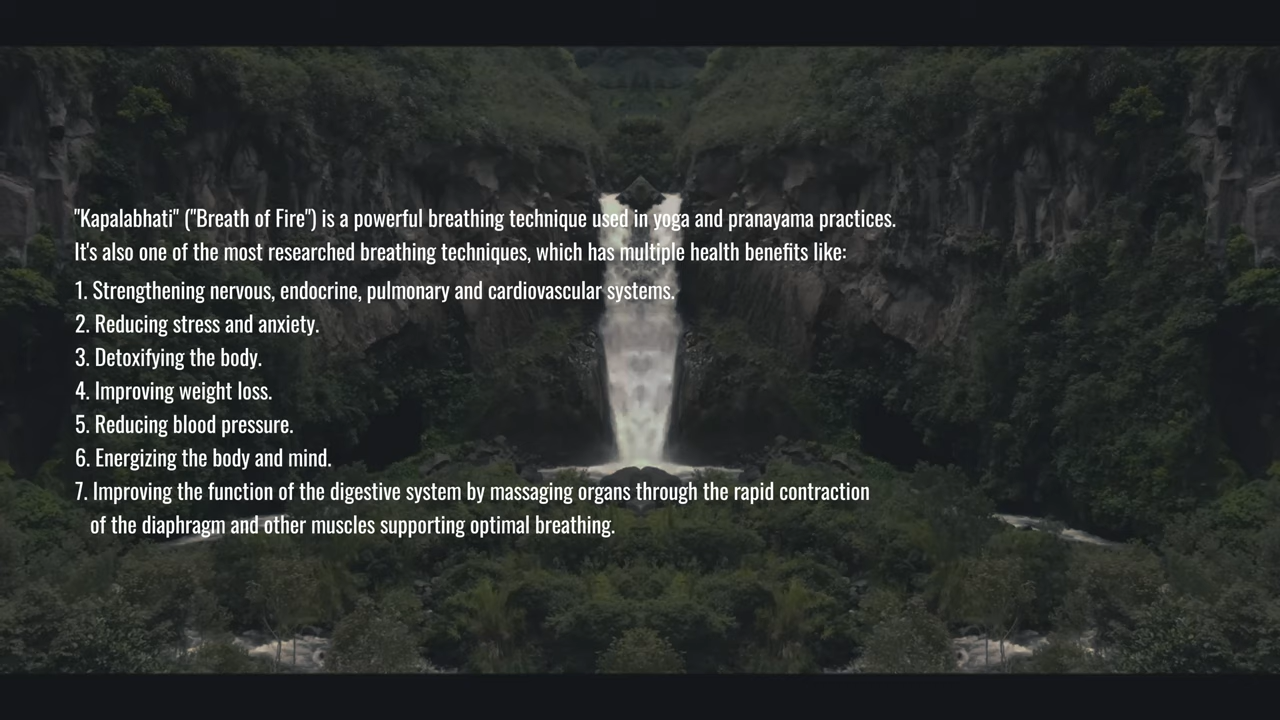 "Kapalabhati" ("Breath of Fire") is a powerful breathing technique used in yoga and pranayama practices.
It's also one of the most researched breathing techniques, which has multiple health benefits like:
1. Strengthening nervous, endocrine, pulmonary and cardiovascular systems.
2. Reducing stress and anxiety.
3. Detoxifying the body.
4. Improving weight loss.
5. Reducing blood pressure.
6. Energizing the body and mind.
7. Improving the function of the digestive system by massaging organs through the rapid contraction
of the diaphragm and other muscles supporting optimal breathing.